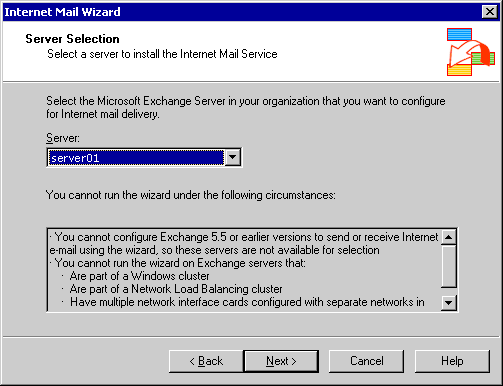 Internet Mail Wizard
Server Selection
Select a server to install the Internet Mail Service
Select the Microsoft Exchange Server in your organization that you want to configure
for Internet mail delivery.
Server:
server01
You cannot run the wizard under the following circumstances:
· You cannot configure Exchange 5.5 or earlier versions to send or receive Internet
e-mail using the wizard, so these servers are not available for selection
· You cannot run the wizard on Exchange servers that:
· Are part of a Windows cluster
· Are part of a Network Load Balancing cluster
· Have multiple network interface cards configured with separate networks in
< Back
Next >
Cancel
Help